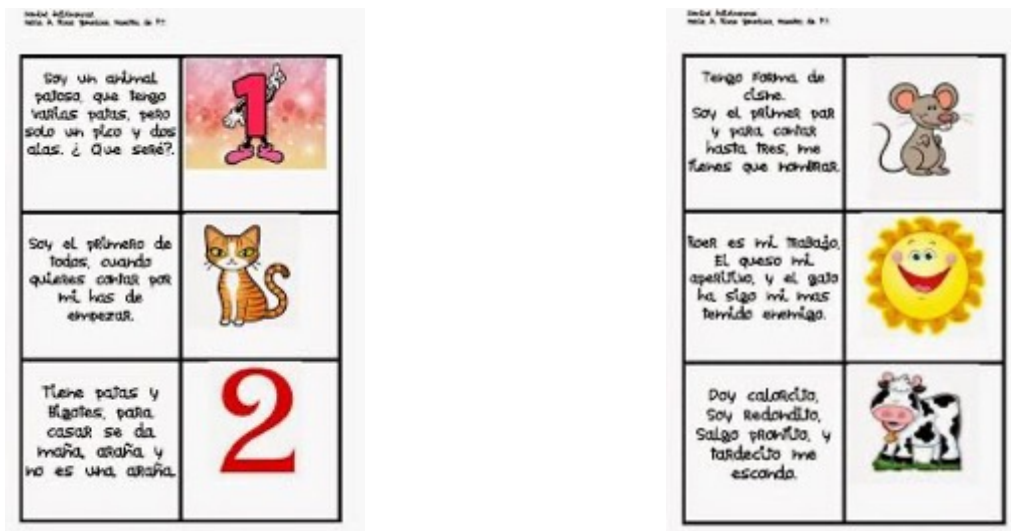 Soy un animal
patoso, que tengo
varias patas, pero
solo un pico y dos
alas. ¿ Que seré?.
1
Soy el primero de
todos, cuando
quieres contar por
mi has de
empezar.
Tiene patas y
Bigotes, para
casar se da
maña, araña y
no es una araña.
2
Tengo forma de
cisne.
Soy el primer par
y para contar
hasta tres, me
tienes que nombrar
Roer es mi trabajo,
El queso mi
aperitivo, y el gato
ha sigo mi mas
temido enemigo.
Doy calorcito,
Soy Redondito,
Salgo prontito, y
tardecito me
escondo.